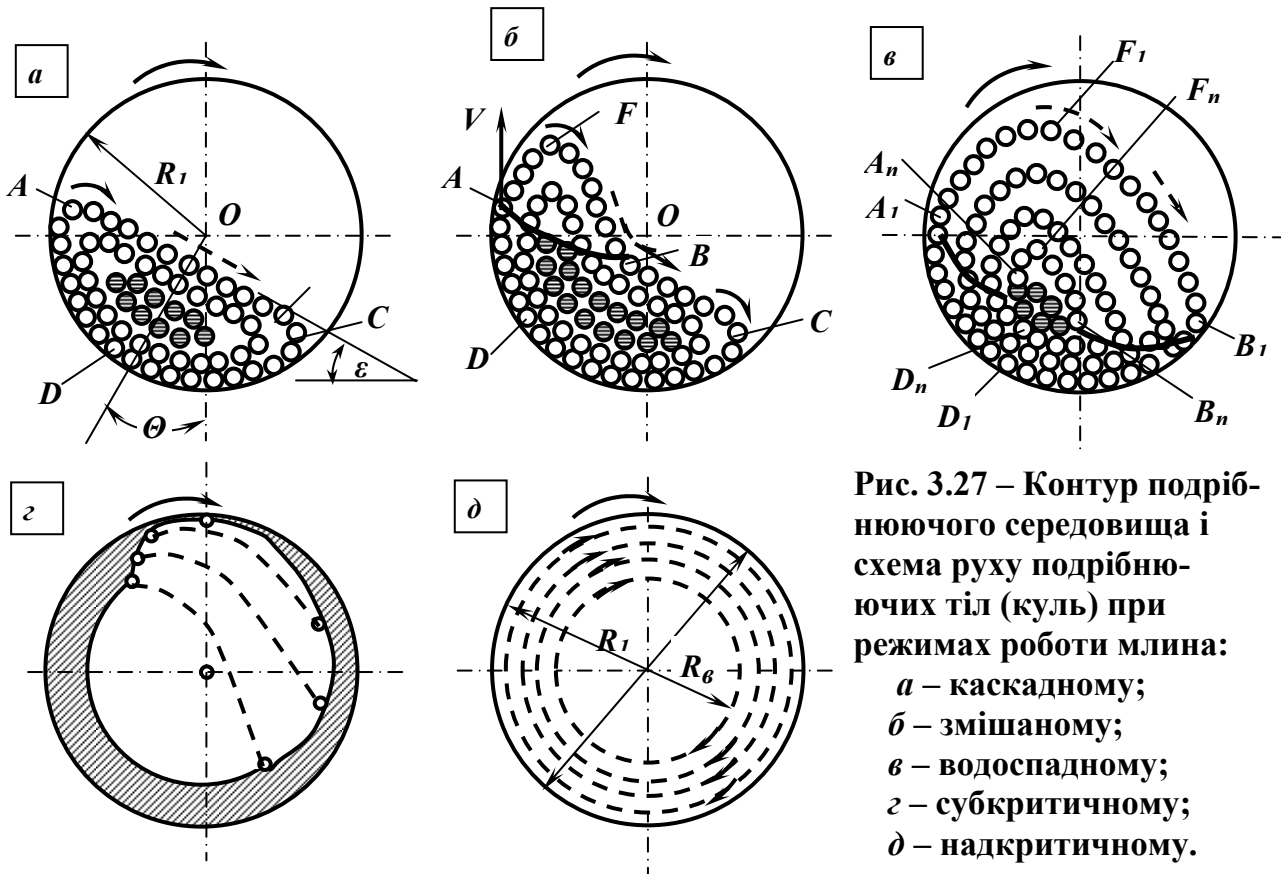 а
A
R1
O
C
D
Θ
ε
б
V
F
A
O
B
C
D
в
F1
Fn
An
A1
B1
Bn
Dn
D1
г
д
R1
Rв
Рис. 3.27 – Контур подріб-
нюючого середовища і
схема руху подрібню-
ючих тіл (куль) при
режимах роботи млина:
а – каскадному;
б – змішаному;
в – водоспадному;
г – субкритичному;
д – надкритичному.